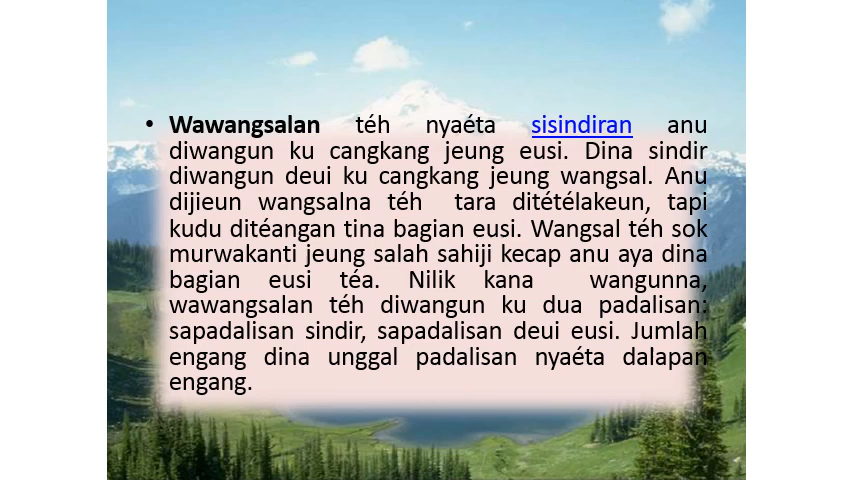 • Wawangsalan téh nyaéta sisindiran anu
diwangun ku cangkang jeung eusi. Dina sindir
diwangun deui ku cangkang jeung wangsal. Anu
dijieun wangsalna téh tara ditétélakeun, tapi
kudu ditéangan tina bagian eusi. Wangsal téh sok
murwakanti jeung salah sahiji kecap anu aya dina
bagian eusi téa. Nilik kana wangunna,
wawangsalan téh diwangun ku dua padalisan:
sapadalisan sindir, sapadalisan deui eusi. Jumlah
engang dina unggal padalisan nyaéta dalapan
engang.